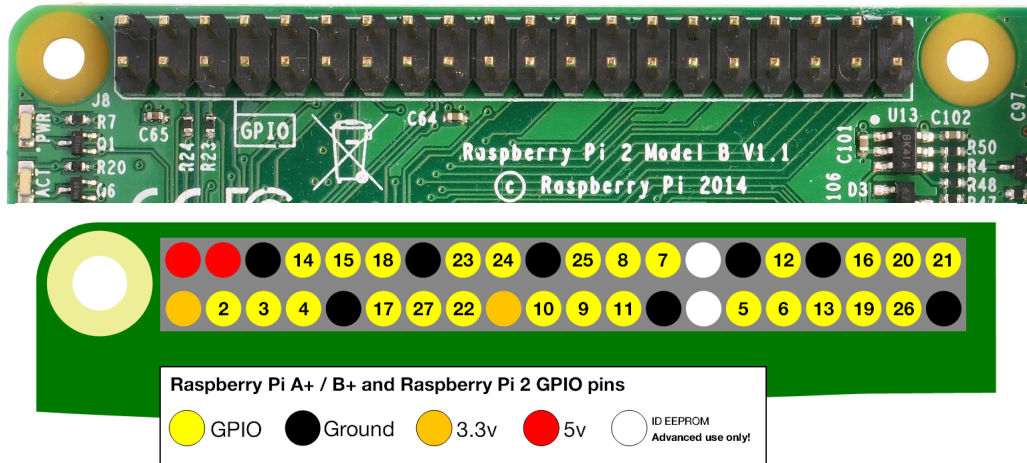 J8
R7
PWR
Q1
R20
ACT
Q6
C65
R24
R23
GPIO
C64
Raspberry Pi 2 Model B V1.1
© Raspberry Pi 2014
U13
C102
C101
C97
8K41A
R50
R4
R48
R47
D3
106
14 15 18 23 24 25 8 7 12 16 20 21
2 3 4 17 27 22 10 9 11 5 6 13 19 26
Raspberry Pi A+ / B+ and Raspberry Pi 2 GPIO pins
GPIO Ground 3.3v 5v ID EEPROM
Advanced use only!